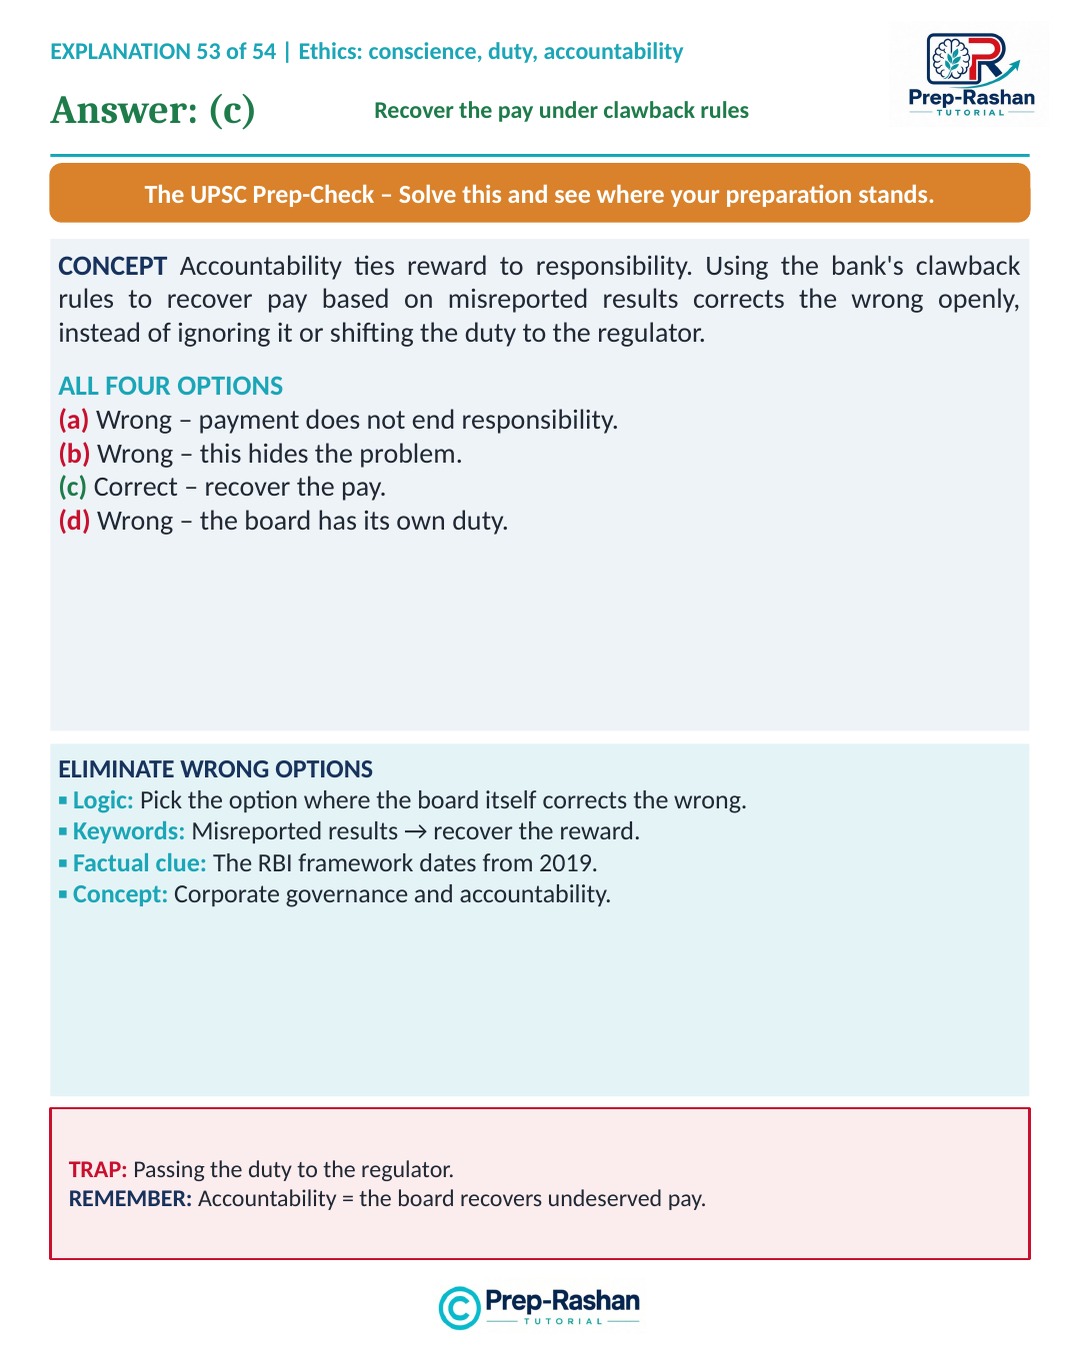 EXPLANATION 53 of 54 | Ethics: conscience, duty, accountability
Prep-Rashan
TUTORIAL
Answer: (c)
Recover the pay under clawback rules
The UPSC Prep-Check – Solve this and see where your preparation stands.
CONCEPT Accountability ties reward to responsibility. Using the bank's clawback
rules to recover pay based on misreported results corrects the wrong openly,
instead of ignoring it or shifting the duty to the regulator.
ALL FOUR OPTIONS
(a) Wrong – payment does not end responsibility.
(b) Wrong – this hides the problem.
(c) Correct – recover the pay.
(d) Wrong – the board has its own duty.
ELIMINATE WRONG OPTIONS
▪ Logic: Pick the option where the board itself corrects the wrong.
▪ Keywords: Misreported results → recover the reward.
▪ Factual clue: The RBI framework dates from 2019.
▪ Concept: Corporate governance and accountability.
TRAP: Passing the duty to the regulator.
REMEMBER: Accountability = the board recovers undeserved pay.
© Prep-Rashan
TUTORIAL